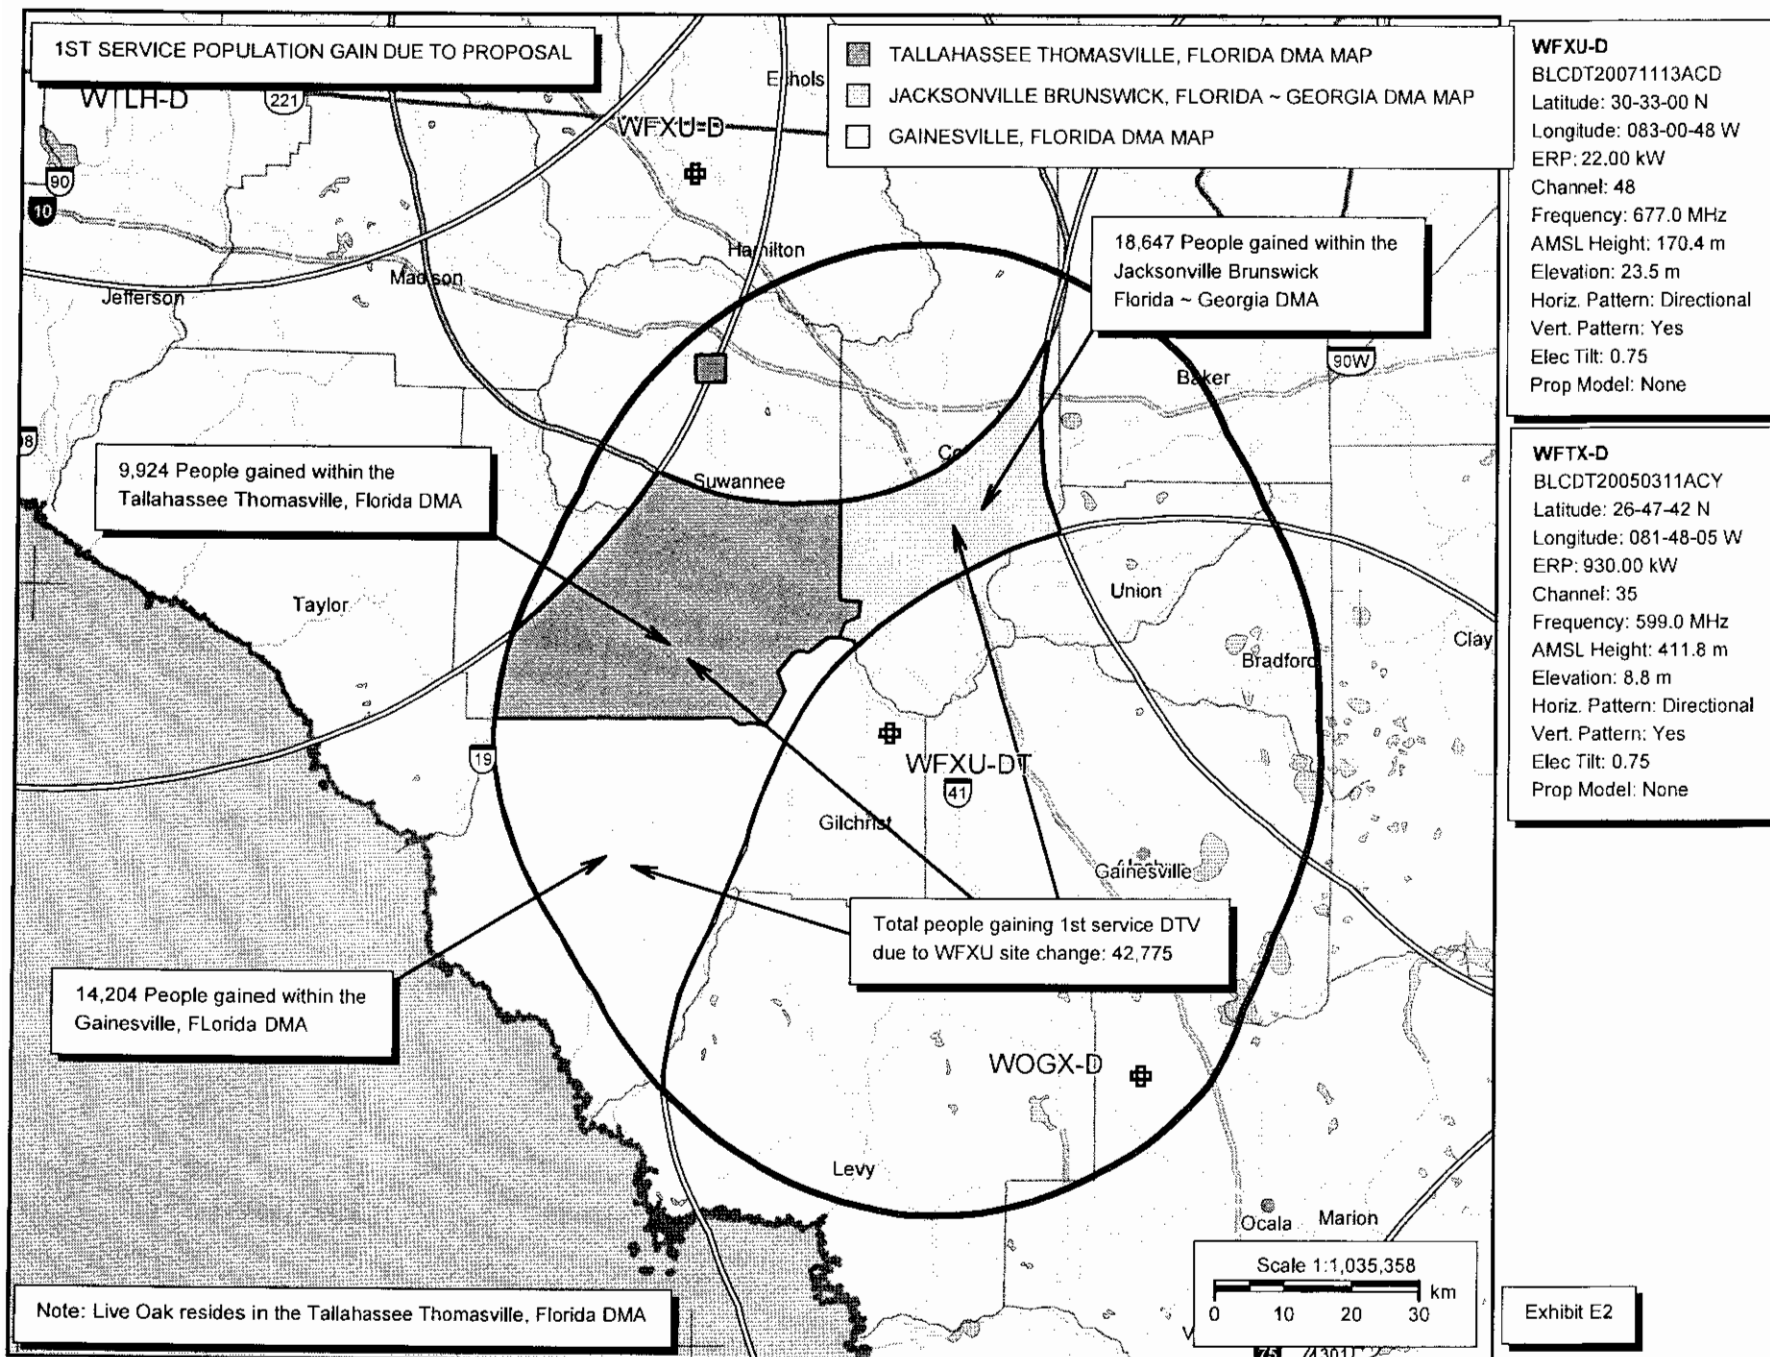 1ST SERVICE POPULATION GAIN DUE TO PROPOSAL
TALLAHASSEE THOMASVILLE, FLORIDA DMA MAP
JACKSONVILLE BRUNSWICK, FLORIDA ~ GEORGIA DMA MAP
GAINESVILLE, FLORIDA DMA MAP
WFXU-D
BLCDT20071113ACD
Latitude: 30-33-00 N
Longitude: 083-00-48 W
ERP: 22.00 kW
Channel: 48
Frequency: 677.0 MHz
AMSL Height: 170.4 m
Elevation: 23.5 m
Horiz. Pattern: Directional
Vert. Pattern: Yes
Elec Tilt: 0.75
Prop Model: None
WFTX-D
BLCDT20050311ACY
Latitude: 26-47-42 N
Longitude: 081-48-05 W
ERP: 930.00 kW
Channel: 35
Frequency: 599.0 MHz
AMSL Height: 411.8 m
Elevation: 8.8 m
Horiz. Pattern: Directional
Vert. Pattern: Yes
Elec Tilt: 0.75
Prop Model: None
WTLH-D
221
Echols
WFXU-D
90
10
Hamilton
Madison
Jefferson
18,647 People gained within the
Jacksonville Brunswick
Florida ~ Georgia DMA
90W
Baker
9,924 People gained within the
Tallahassee Thomasville, Florida DMA
Suwannee
Taylor
Union
Clay
Bradford
WFXU-DT
19
41
Gilchrist
Gainesville
Total people gaining 1st service DTV
due to WFXU site change: 42,775
14,204 People gained within the
Gainesville, FLorida DMA
WOGX-D
Levy
Ocala
Marion
Scale 1:1,035,358
km
0 10 20 30
Note: Live Oak resides in the Tallahassee Thomasville, Florida DMA
75
Exhibit E2